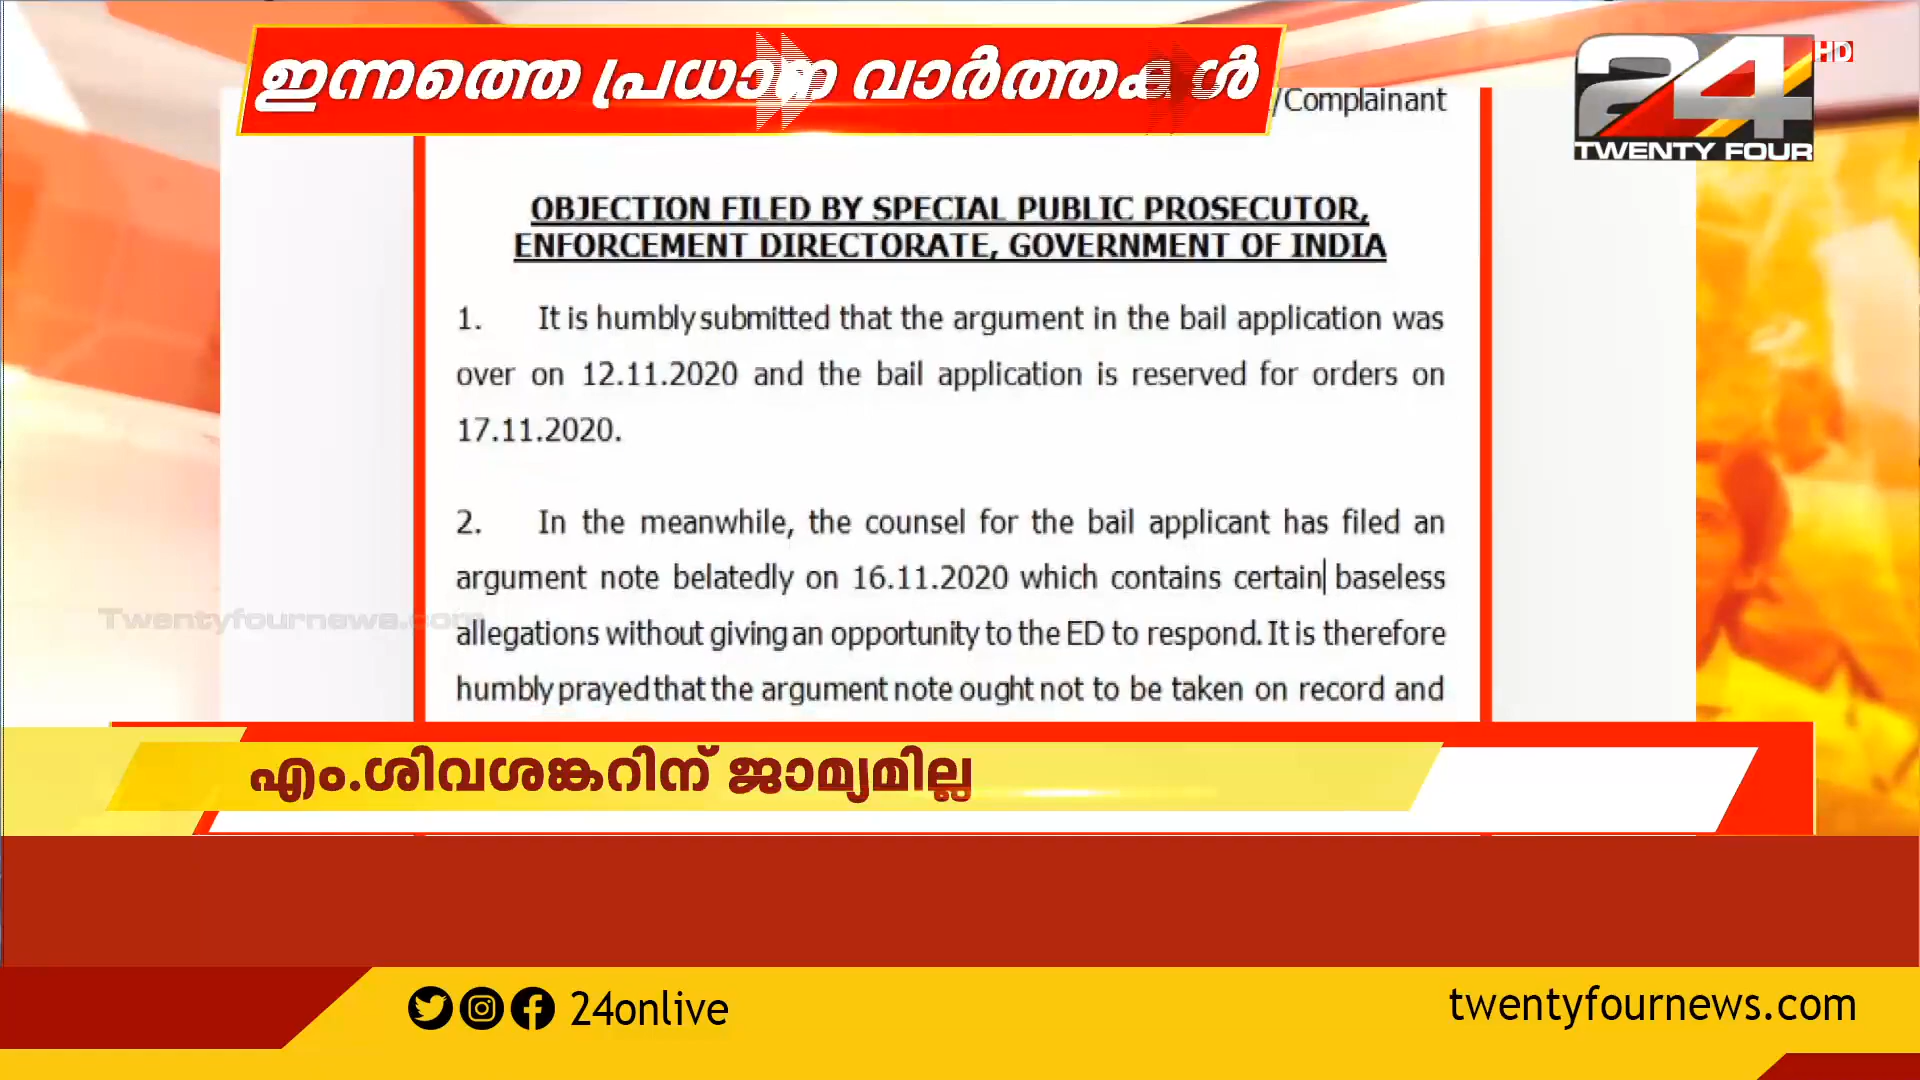 ഇന്നത്തെ പ്രധാന വാർത്തകൾ
24 HD
TWENTY FOUR
/Complainant
OBJECTION FILED BY SPECIAL PUBLIC PROSECUTOR,
ENFORCEMENT DIRECTORATE, GOVERNMENT OF INDIA
1. It is humbly submitted that the argument in the bail application was
over on 12.11.2020 and the bail application is reserved for orders on
17.11.2020.
2. In the meanwhile, the counsel for the bail applicant has filed an
argument note belatedly on 16.11.2020 which contains certain baseless
allegations without giving an opportunity to the ED to respond. It is therefore
humbly prayed that the argument note ought not to be taken on record and
Twentyfournews.com
എം.ശിവശങ്കറിന് ജാമ്യമില്ല
24onlive
twentyfournews.com